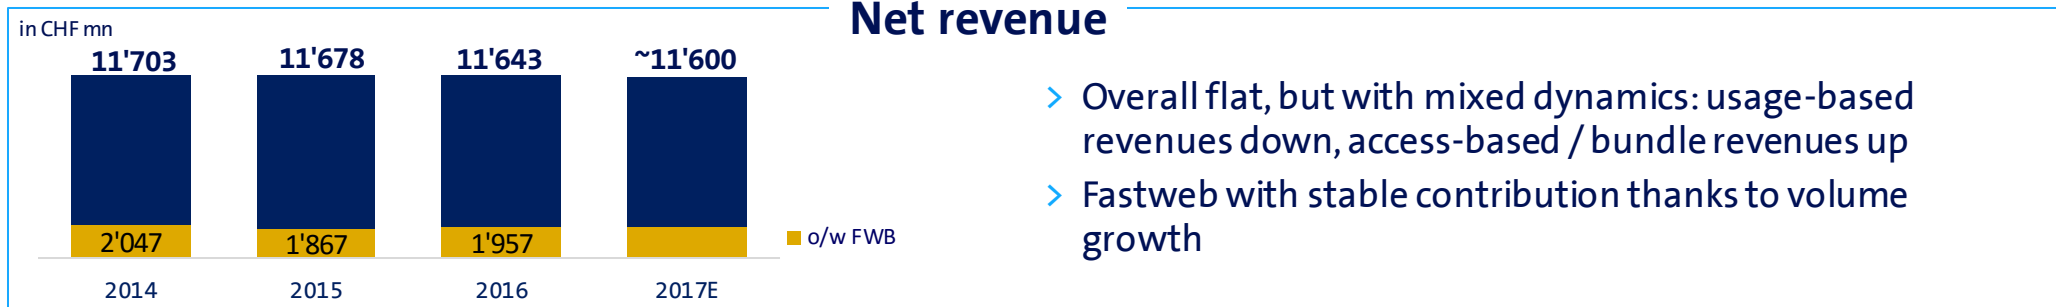 Net revenue
in CHF mn
11'703 11'678 11'643 ~11'600
2'047 1'867 1'957
o/w FWB
2014 2015 2016 2017E
> Overall flat, but with mixed dynamics: usage-based
revenues down, access-based / bundle revenues up
> Fastweb with stable contribution thanks to volume
growth